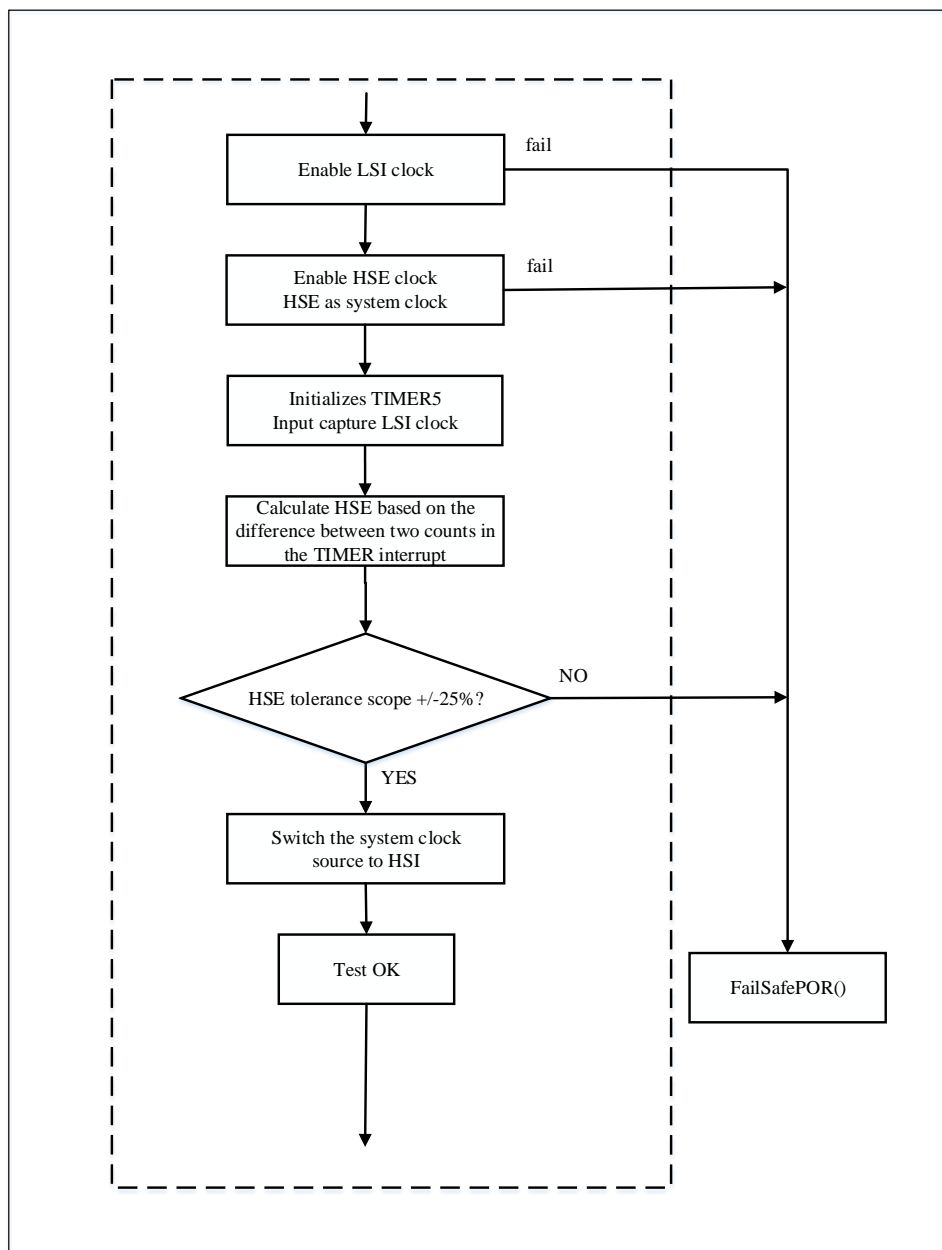 fail
Enable LSI clock
fail
Enable HSE clock
HSE as system clock
Initializes TIMER5
Input capture LSI clock
Calculate HSE based on the
difference between two counts in
the TIMER interrupt
HSE tolerance scope +/-25%?
NO
YES
Switch the system clock
source to HSI
Test OK
FailSafePOR()